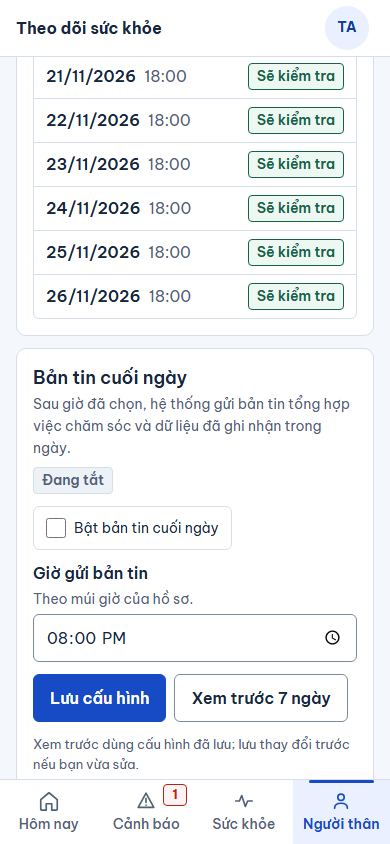 Theo dõi sức khỏe
TA
21/11/2026 18:00 Sẽ kiểm tra
22/11/2026 18:00 Sẽ kiểm tra
23/11/2026 18:00 Sẽ kiểm tra
24/11/2026 18:00 Sẽ kiểm tra
25/11/2026 18:00 Sẽ kiểm tra
26/11/2026 18:00 Sẽ kiểm tra
Bản tin cuối ngày
Sau giờ đã chọn, hệ thống gửi bản tin tổng hợp
việc chăm sóc và dữ liệu đã ghi nhận trong
ngày.
Đang tắt
Bật bản tin cuối ngày
Giờ gửi bản tin
Theo múi giờ của hồ sơ.
08:00 PM
Lưu cấu hình
Xem trước 7 ngày
Xem trước dùng cấu hình đã lưu; lưu thay đổi trước
nếu bạn vừa sửa.
1
Hôm nay
Cảnh báo
Sức khỏe
Người thân